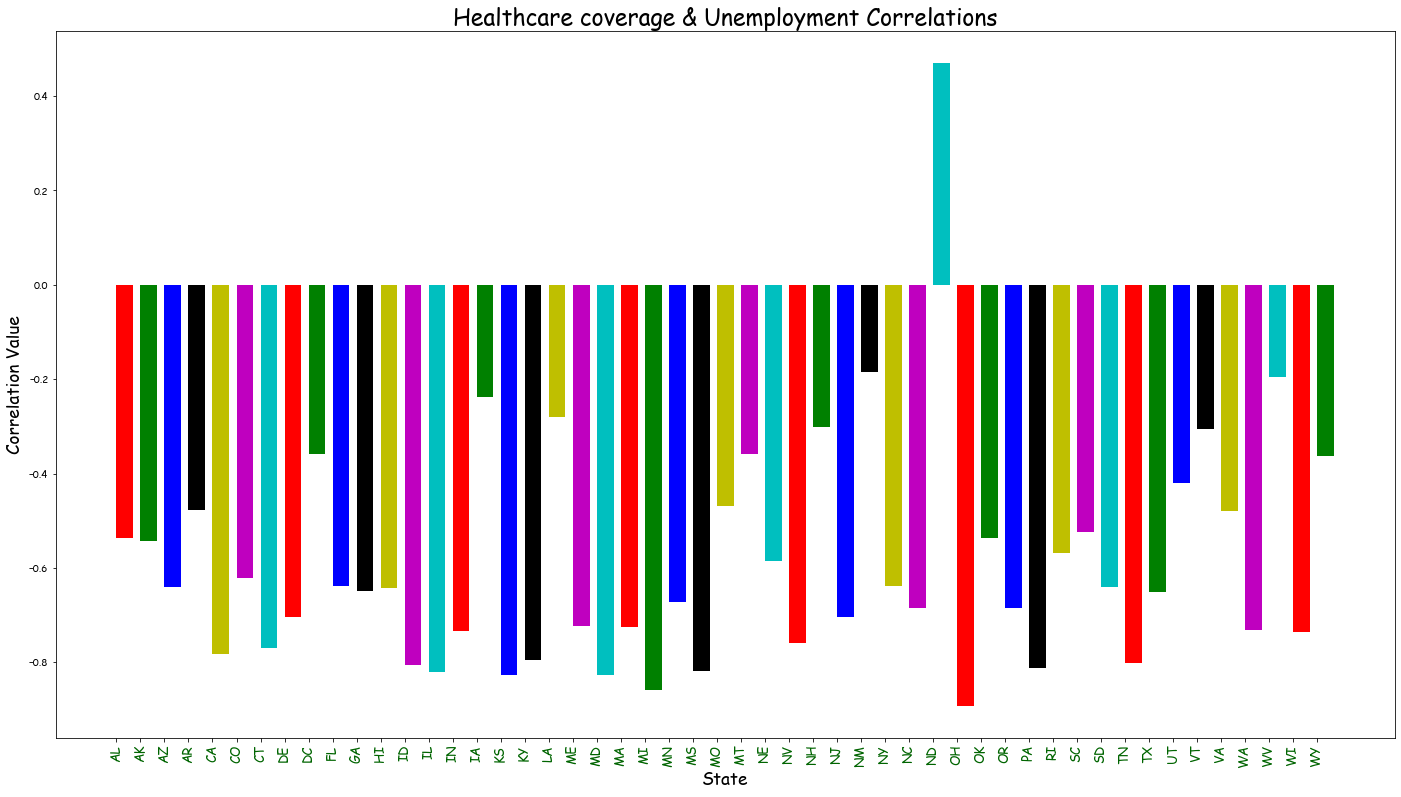 Healthcare coverage & Unemployment Correlations
0.4
0.2
0.0
−0.2
−0.4
−0.6
−0.8
Correlation Value
AL AK AZ AR CA CO CT DE DC FL GA HI ID IL IN IA KS KY LA ME MD MA MI MN MS MO MT NE NV NH NJ NM NY NC ND OH OK OR PA RI SC SD TN TX UT VT VA WA WV WI WY
State